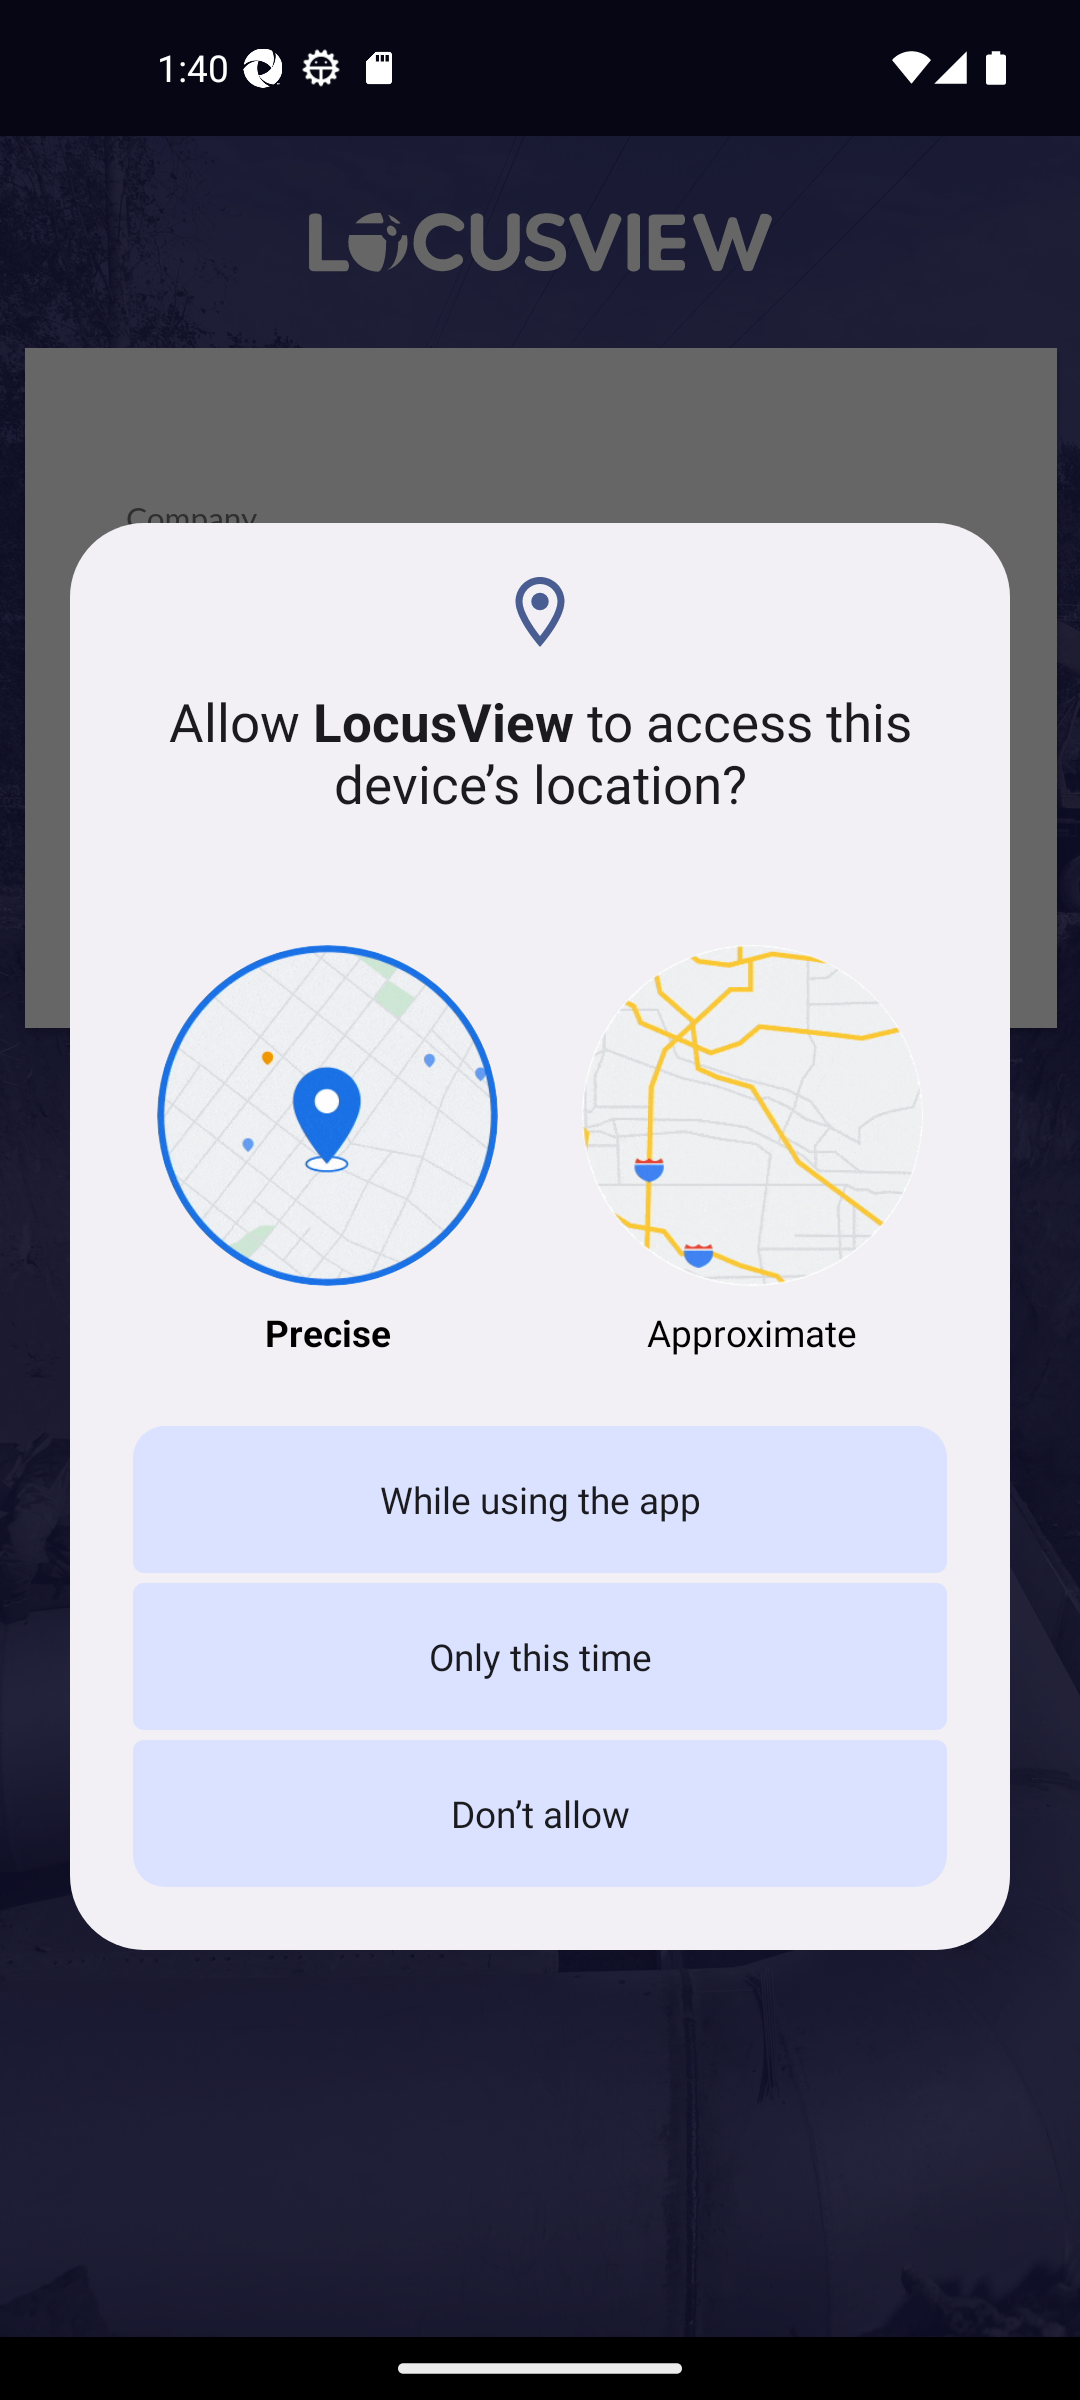 1:40
LOCUSVIEW
Company
Allow LocusView to access this
device’s location?
Precise
Approximate
While using the app
Only this time
Don’t allow